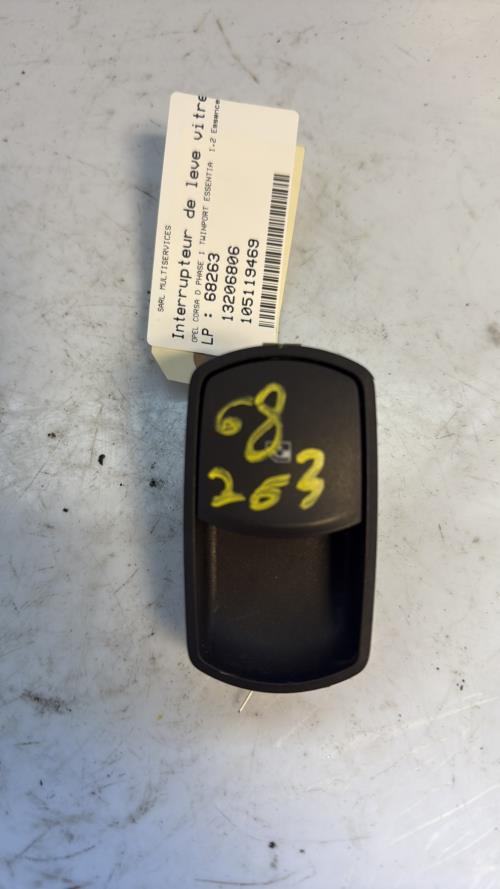 SARL MULTISERVICES
Interrupteur de leve vitre
OPEL CORSA D PHASE 1 TWINPORT ESSENTIA 1.2 Essence
LP : 68263
13206806
105119469
68
263